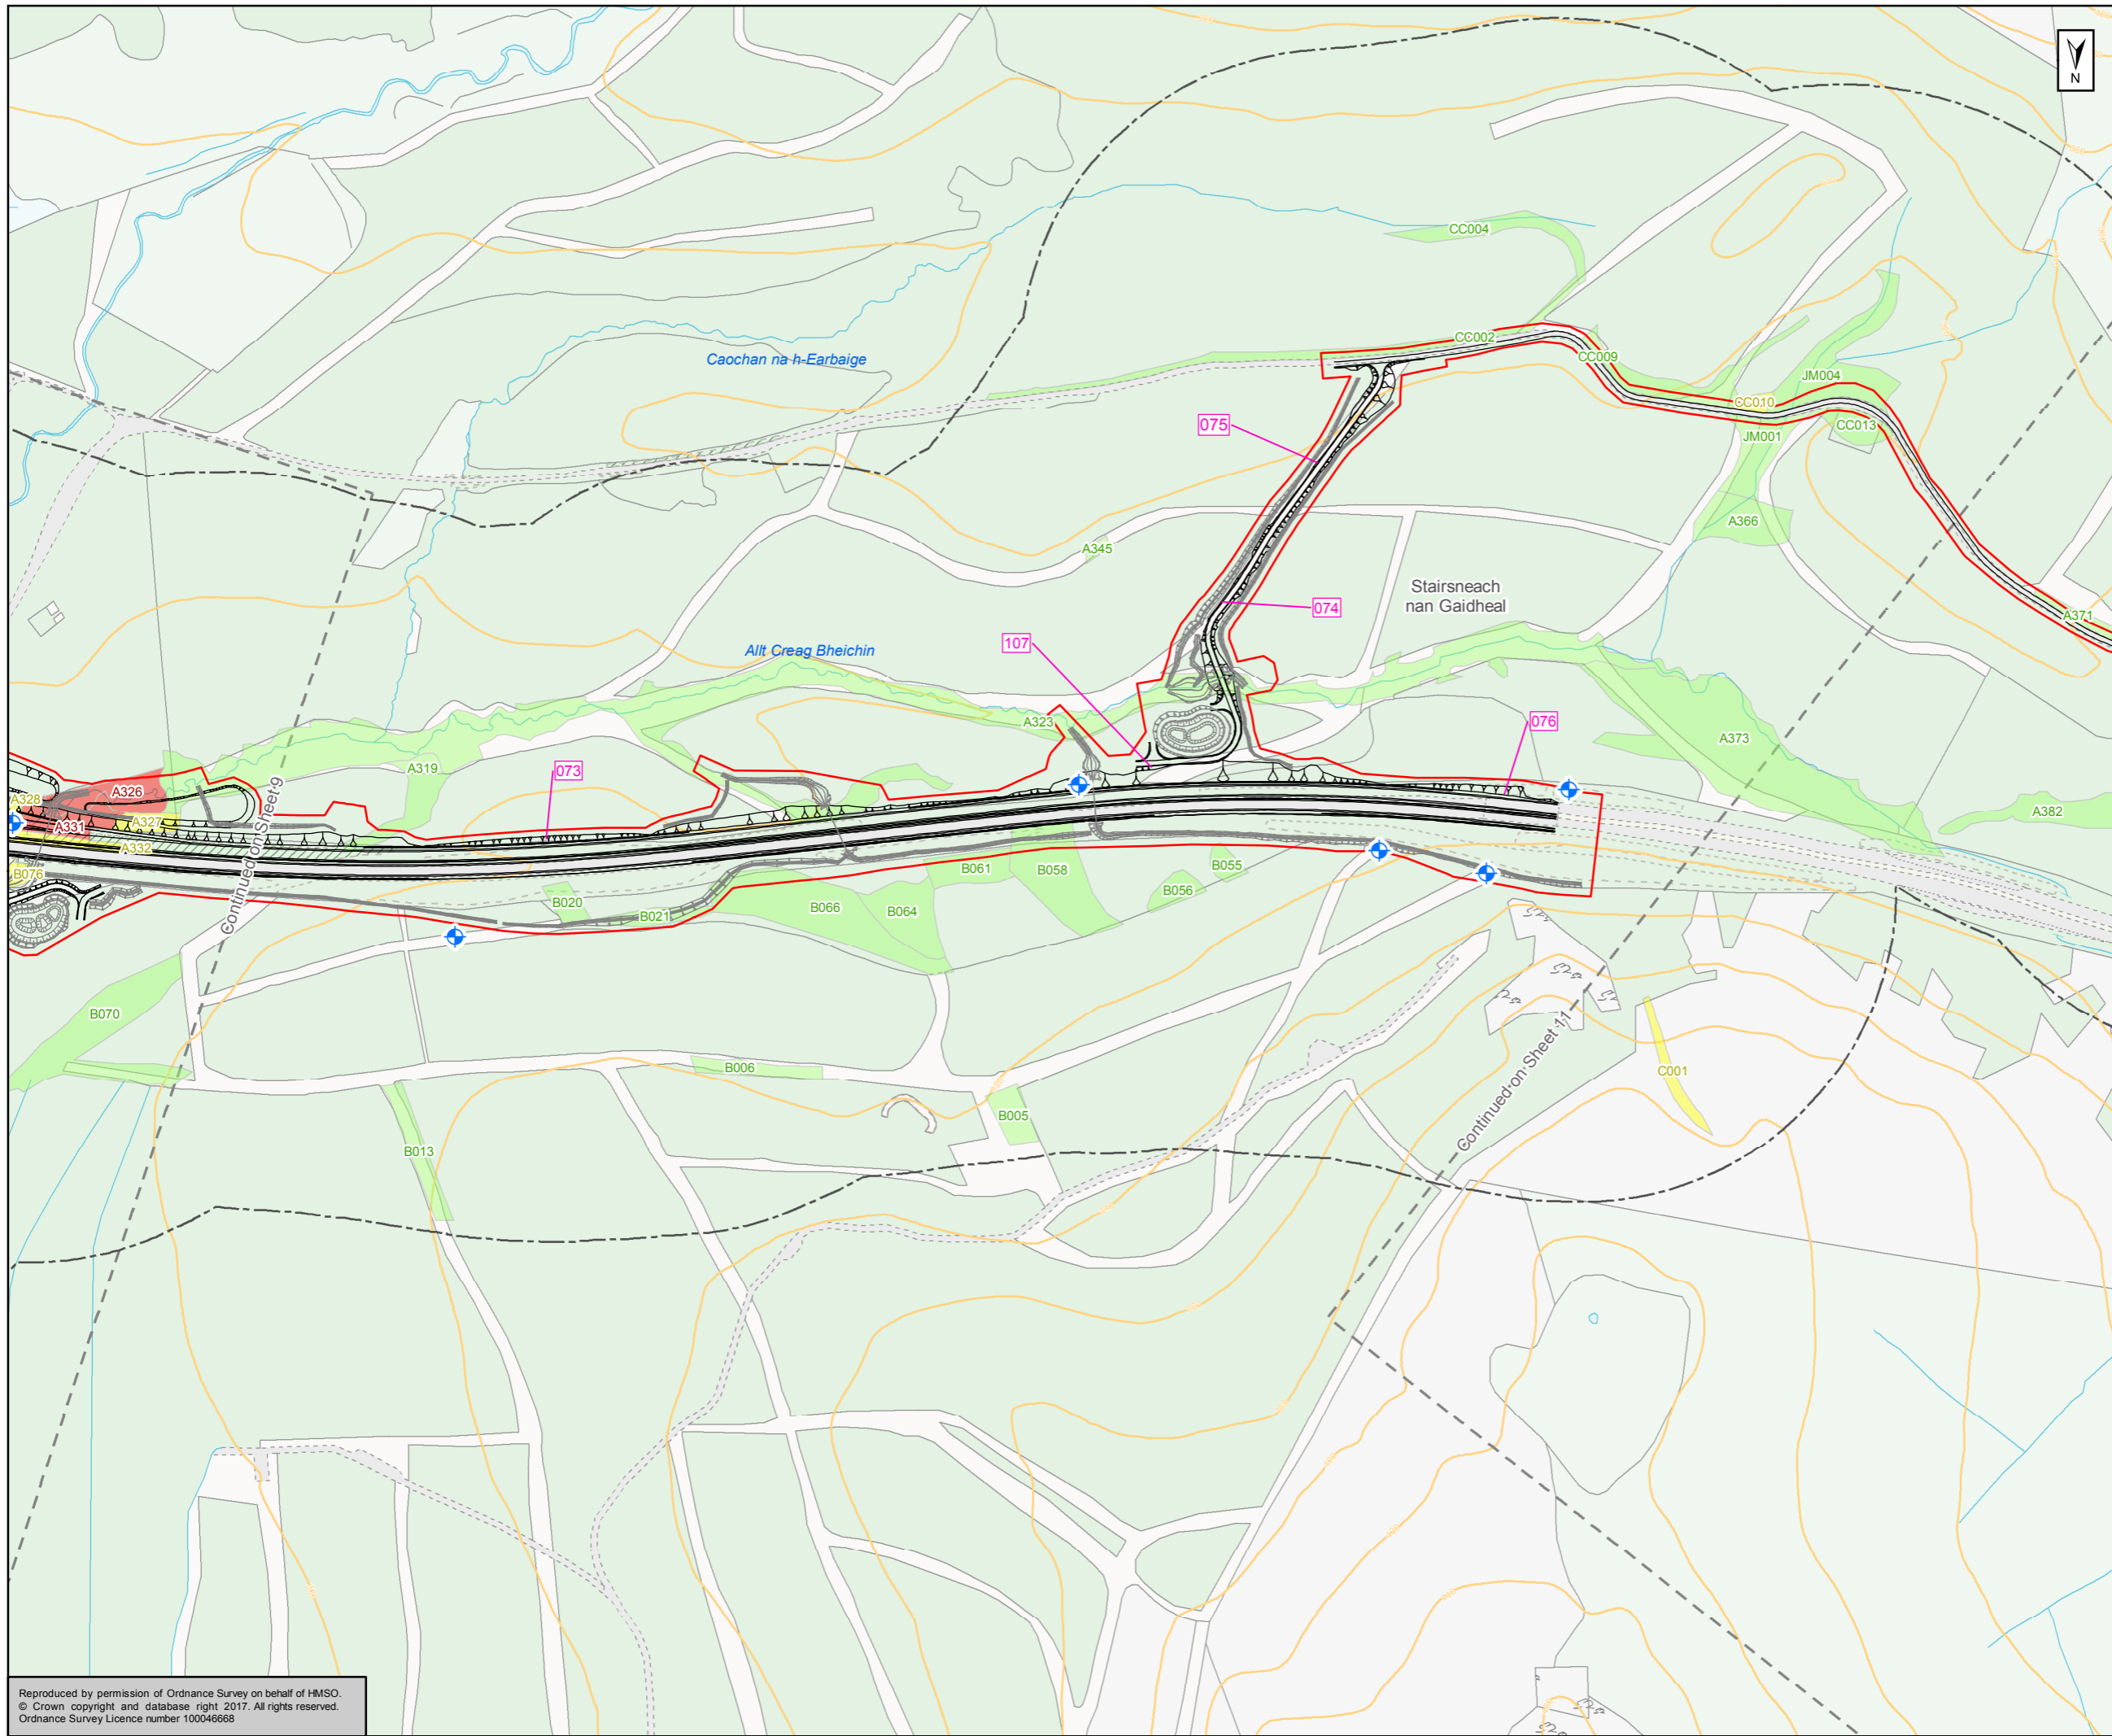 N
CC004
CC002
Caochan na h-Earbaige
CC009
JM004
CC010
075
CC013
JM001
A366
A345
Stairsneach
nan Gaidheal
074
A371
107
Allt Creag Bheichin
A323
076
A373
A319
073
A326
A328
A382
A327
A331
A332
B076
Continued on Sheet 9
B055
B061
B058
B056
B020
B066
B064
B021
B070
Continued on Sheet 11
B006
C001
B005
B013
Reproduced by permission of Ordnance Survey on behalf of HMSO.
© Crown copyright and database right 2017. All rights reserved.
Ordnance Survey Licence number 100046668